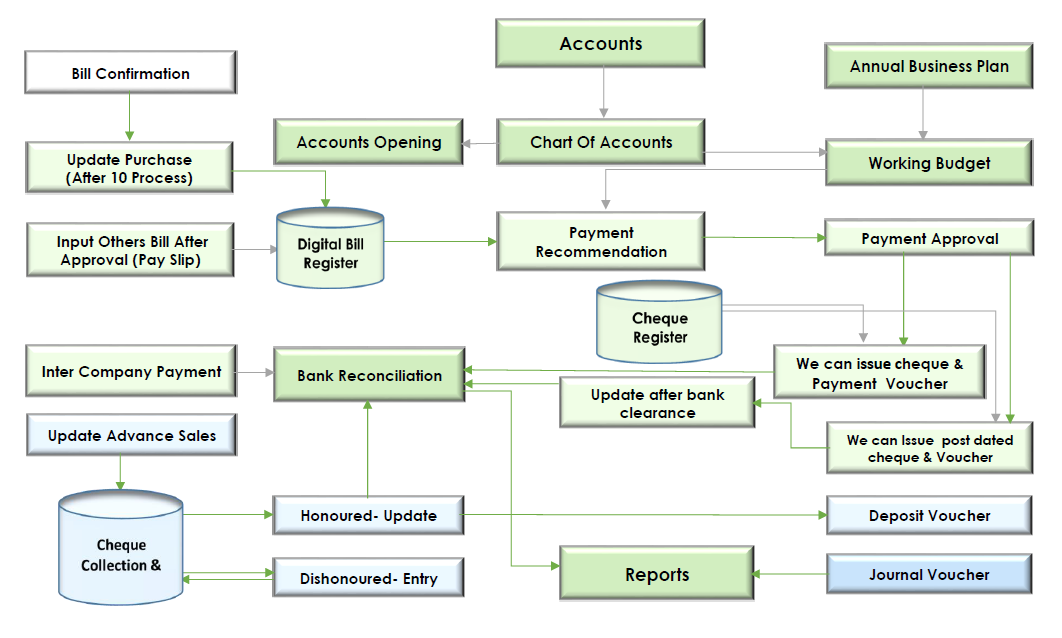 Accounts
Bill Confirmation
Annual Business Plan
Accounts Opening
Chart Of Accounts
Update Purchase
(After 10 Process)
Working Budget
Input Others Bill After
Approval (Pay Slip)
Digital Bill
Register
Payment
Recommendation
Payment Approval
Cheque
Register
Inter Company Payment
Bank Reconciliation
We can issue cheque &
Payment  Voucher
Update after bank
clearance
Update Advance Sales
We can Issue  post dated
cheque & Voucher
Cheque
Collection &
Honoured- Update
Deposit Voucher
Dishonoured- Entry
Reports
Journal Voucher